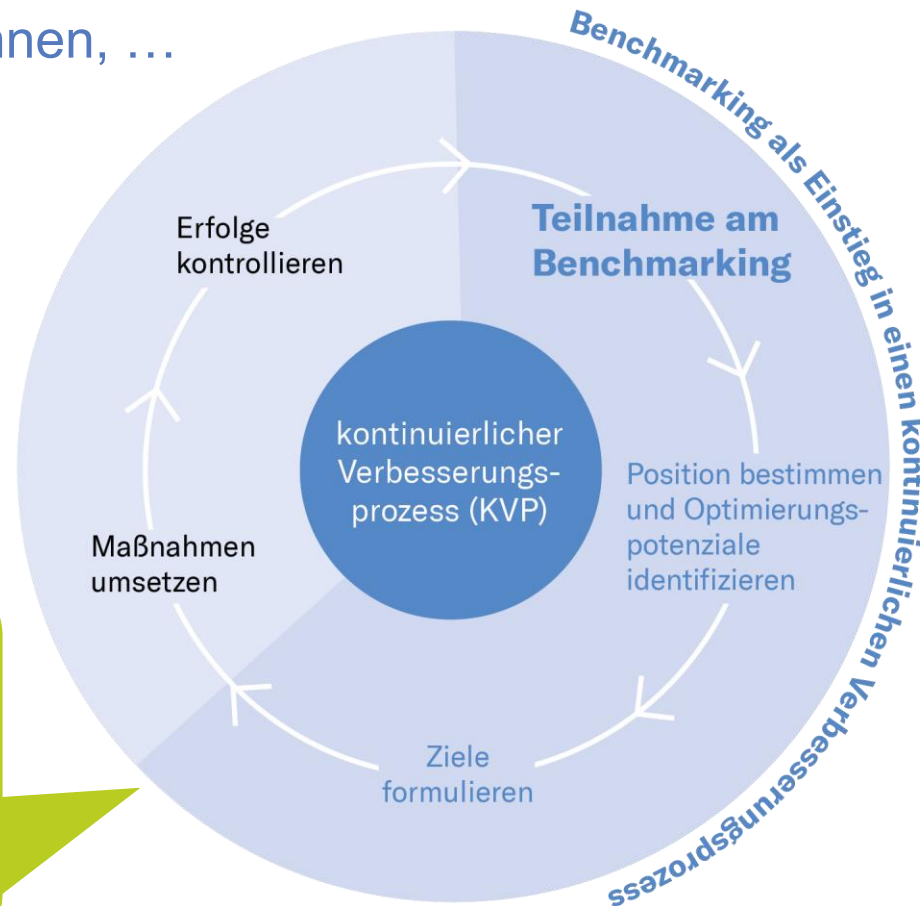 nnen, …
Benchmarking als Einstieg in einen kontinuierlichen Verbesserungsprozess
Teilnahme am
Benchmarking
Position bestimmen
und Optimierungs-
potenziale
identifizieren
Ziele
formulieren
Maßnahmen
umsetzen
Erfolge
kontrollieren
kontinuierlicher
Verbesserungs-
prozess (KVP)